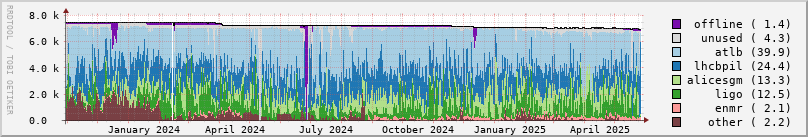 8.0 k
6.0 k
4.0 k
2.0 k
0.0
January 2024 April 2024 July 2024 October 2024 January 2025 April 2025
offline ( 1.4)
unused ( 4.3)
atlb (39.9)
lhcbpil (24.4)
alicesgm (13.3)
ligo (12.5)
enmr ( 2.1)
other ( 2.2)
RRDTOOL / TOBI OETIKER